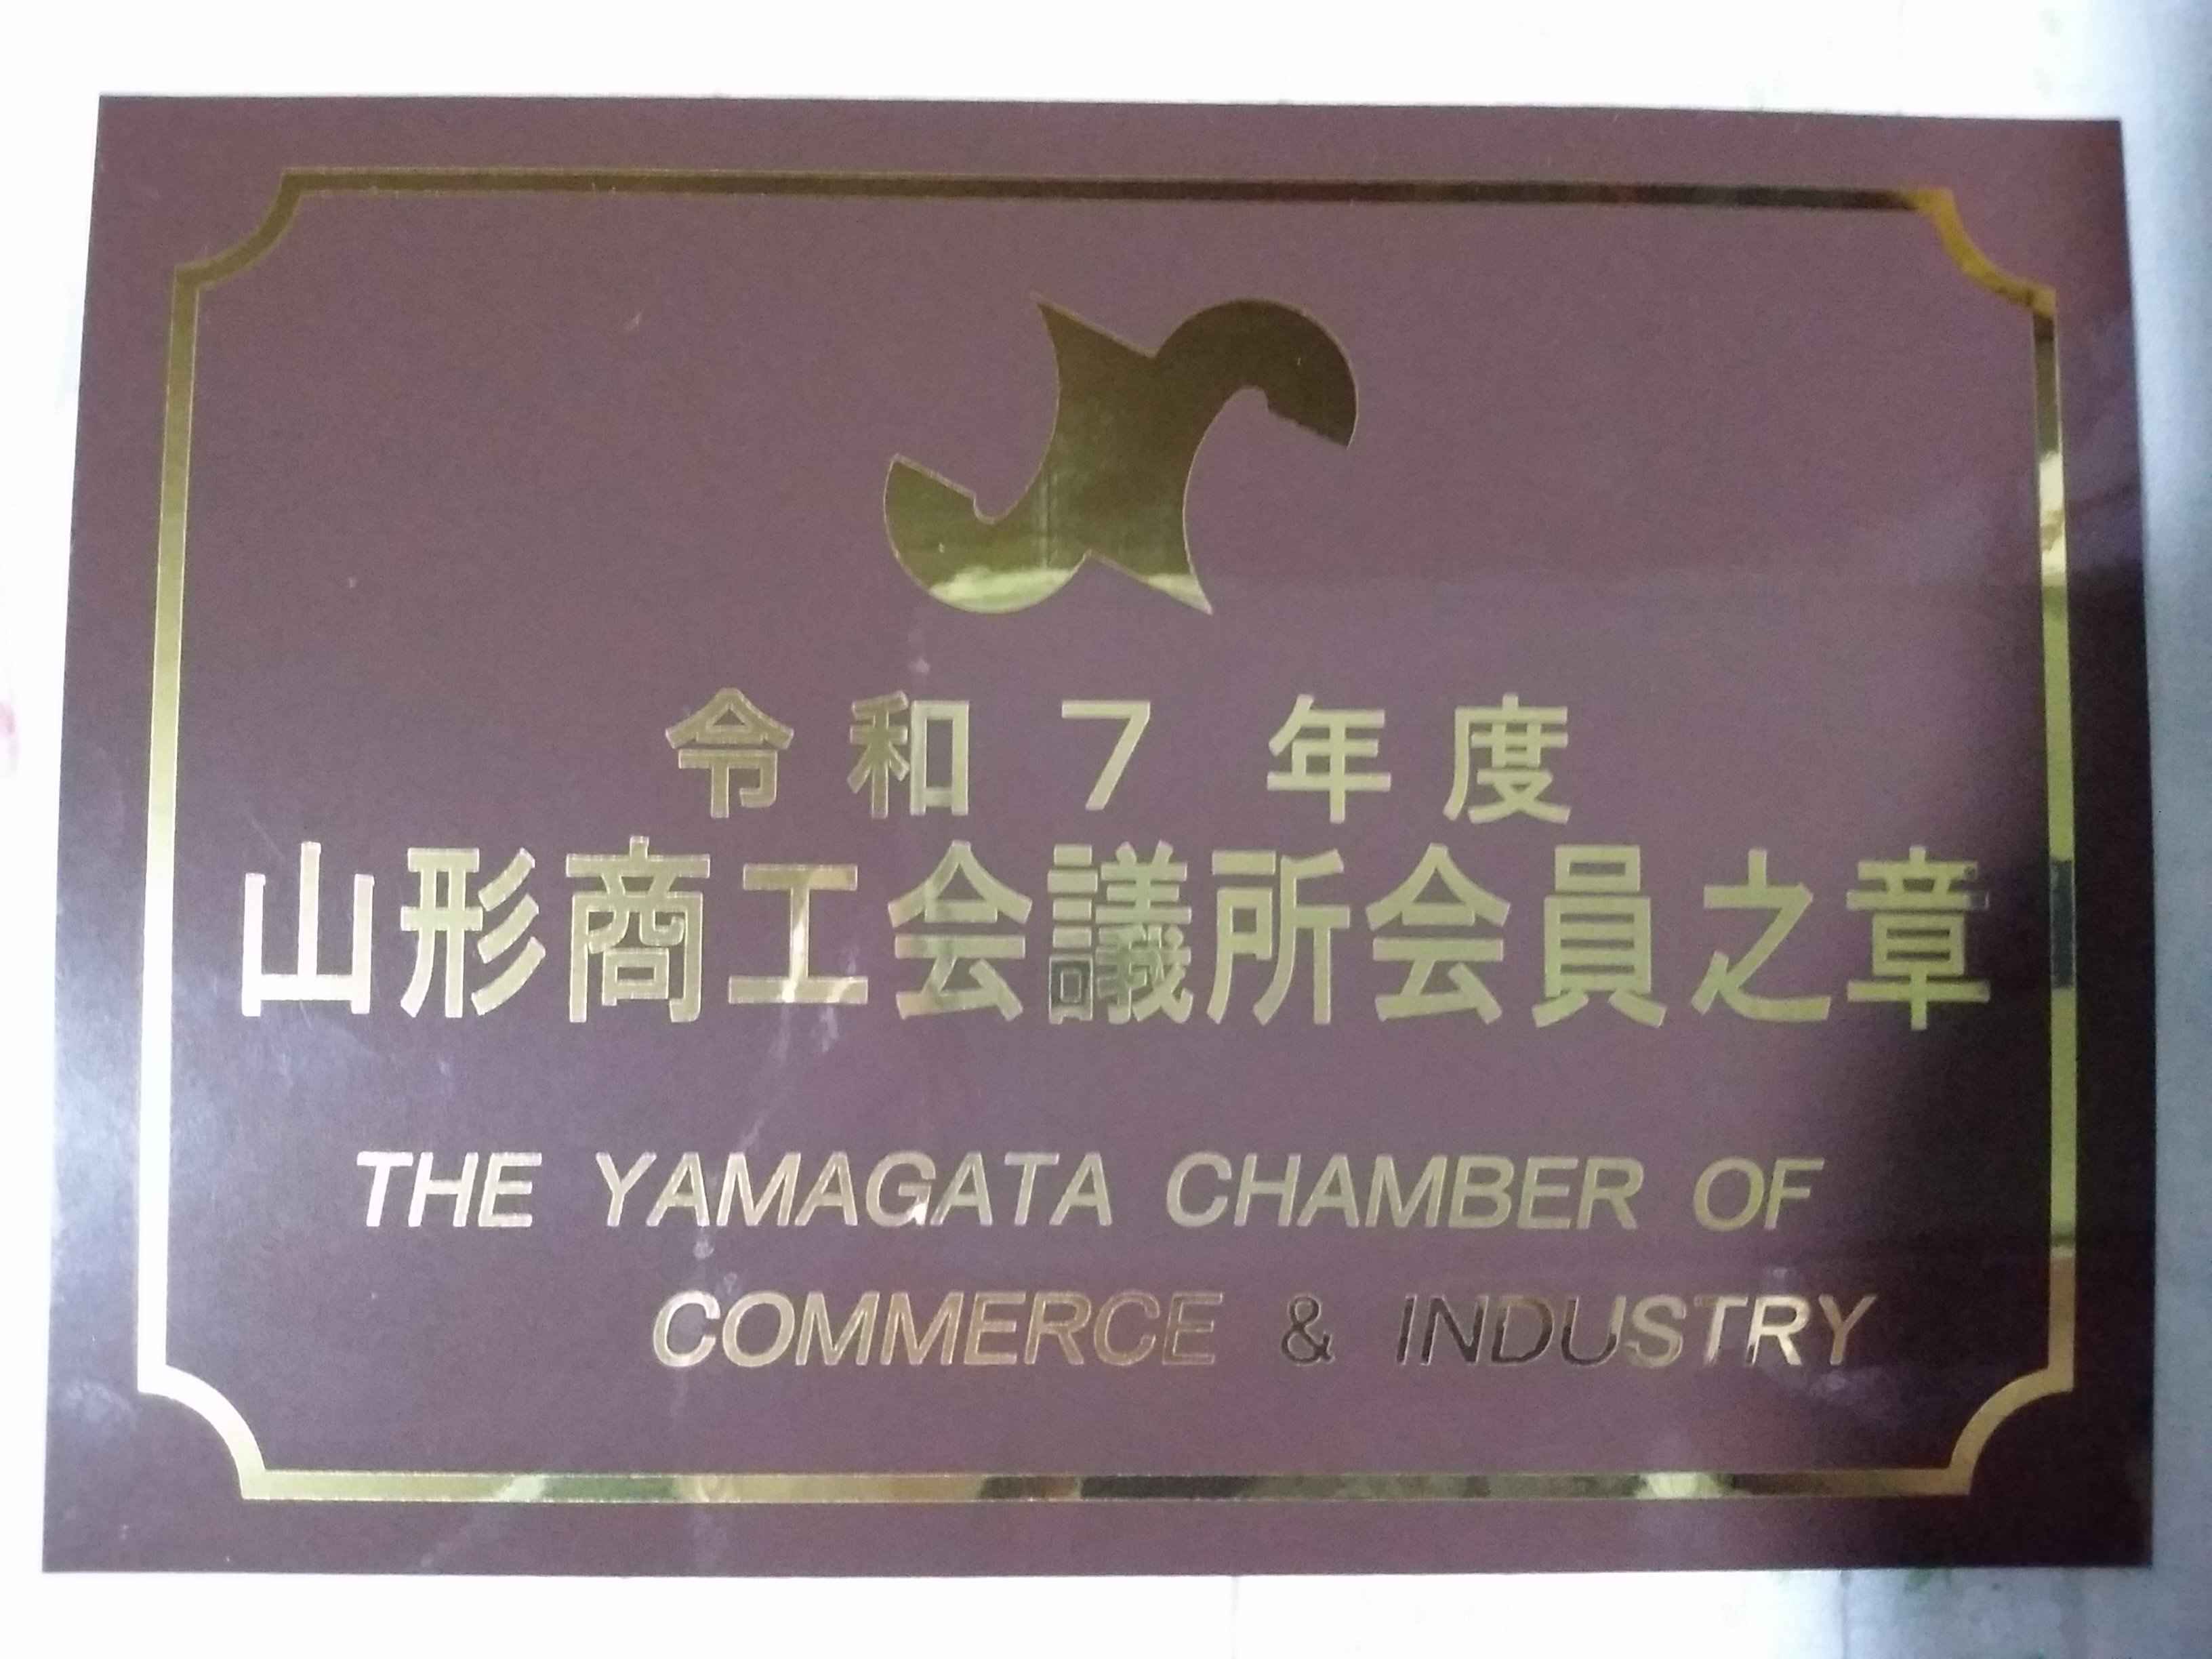 令和7年度
山形商工会議所会員之章
THE YAMAGATA CHAMBER OF
COMMERCE & INDUSTRY